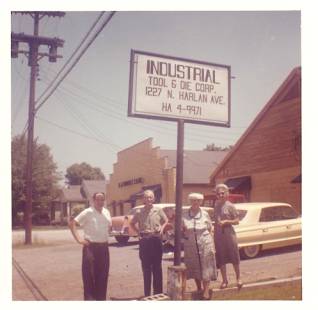 INDUSTRIAL
TOOL & DIE CORP.
1227 N. HARLAN AVE.
HA 4-9971